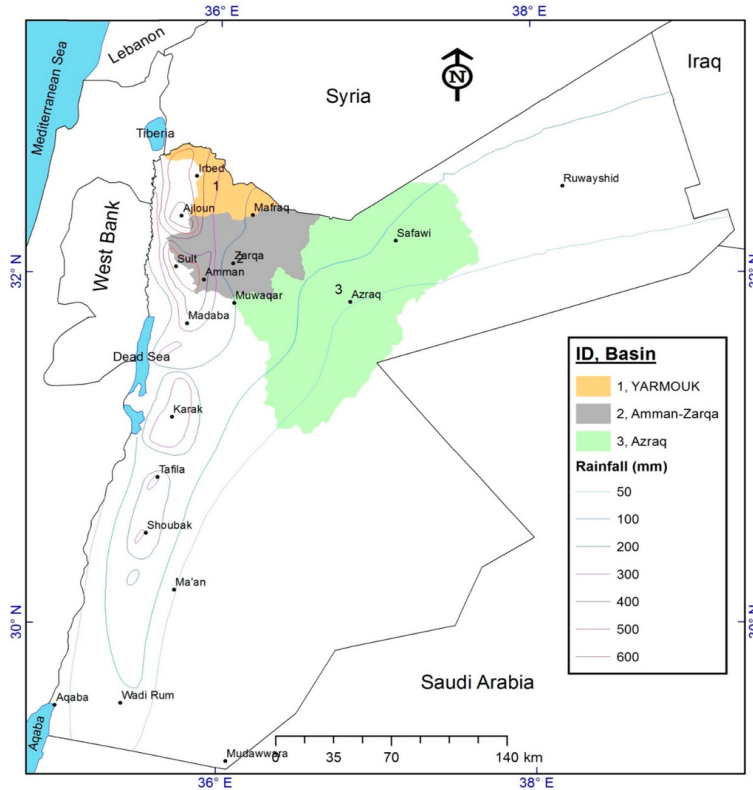 36° E
38° E
Lebanon
Mediterranean Sea
Syria
Iraq
N
Tiberia
Irbed
1
Ruwayshid
Ajloun
Mafraq
West Bank
Safawi
Zarqa
2
32° N
32° N
Sult
Amman
Muwaqar
3
Azraq
Madaba
Dead Sea
Karak
Tafila
Shoubak
Ma'an
30° N
30° N
Saudi Arabia
Aqaba
Wadi Rum
Aqaba
Mudawwara
0 35 70 140 km
36° E
38° E
ID, Basin
1, YARMOUK
2, Amman-Zarqa
3, Azraq
Rainfall (mm)
50
100
200
300
400
500
600